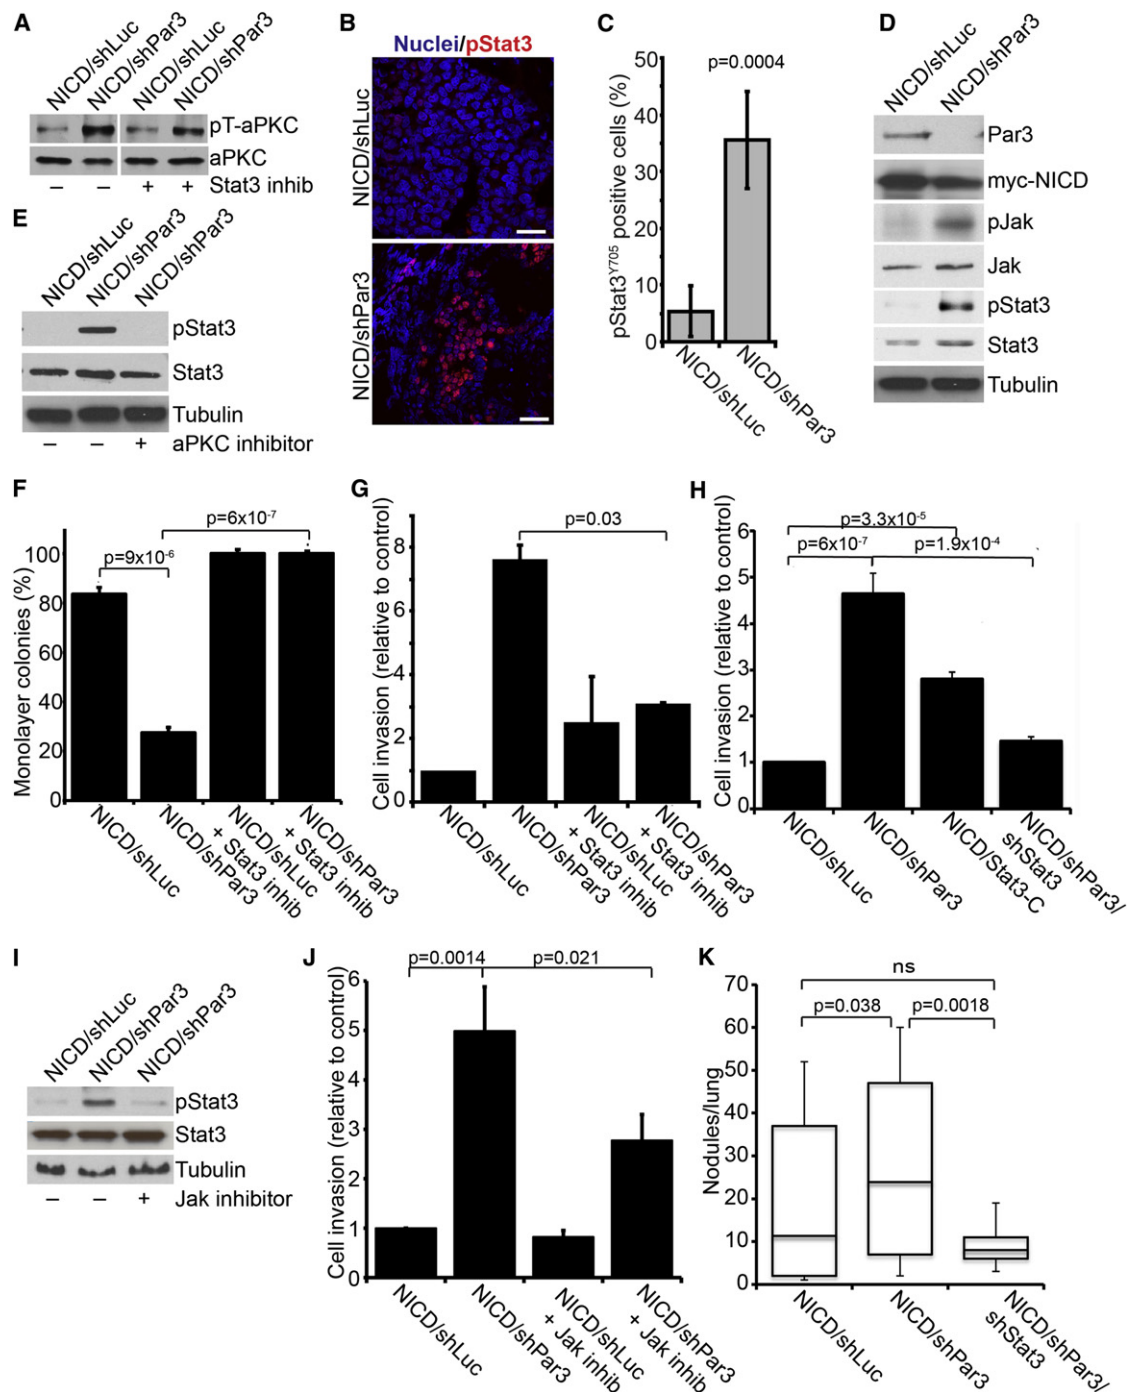 A
NICD/shLuc
NICD/shPar3
NICD/shLuc
NICD/shPar3
pT-aPKC
aPKC
– – + + Stat3 inhib
B
Nuclei/pStat3
NICD/shLuc
NICD/shPar3
C
pStat3Y705 positive cells (%)
50
40
30
20
10
0
p=0.0004
NICD/shLuc
NICD/shPar3
D
NICD/shLuc
NICD/shPar3
Par3
myc-NICD
pJak
Jak
pStat3
Stat3
Tubulin
E
NICD/shLuc
NICD/shPar3
NICD/shPar3
pStat3
Stat3
Tubulin
– – + aPKC inhibitor
F
Monolayer colonies (%)
100
80
60
40
20
0
p=9x10-6
p=6x10-7
NICD/shLuc
NICD/shPar3
NICD/shLuc
+ Stat3 inhib
NICD/shPar3
+ Stat3 inhib
G
Cell invasion (relative to control)
8
6
4
2
0
p=0.03
NICD/shLuc
NICD/shPar3
NICD/shLuc
+ Stat3 inhib
NICD/shPar3
+ Stat3 inhib
H
Cell invasion (relative to control)
6
5
4
3
2
1
0
p=3.3x10-5
p=6x10-7
p=1.9x10-4
NICD/shLuc
NICD/shPar3
NICD/Stat3-C
NICD/shPar3/
shStat3
I
NICD/shLuc
NICD/shPar3
NICD/shPar3
pStat3
Stat3
Tubulin
– – + Jak inhibitor
J
Cell invasion (relative to control)
6
5
4
3
2
1
0
p=0.0014
p=0.021
NICD/shLuc
NICD/shPar3
NICD/shLuc
+ Jak inhib
NICD/shPar3
+ Jak inhib
K
Nodules/lung
70
60
50
40
30
20
10
0
ns
p=0.038
p=0.0018
NICD/shLuc
NICD/shPar3
NICD/shPar3/
shStat3